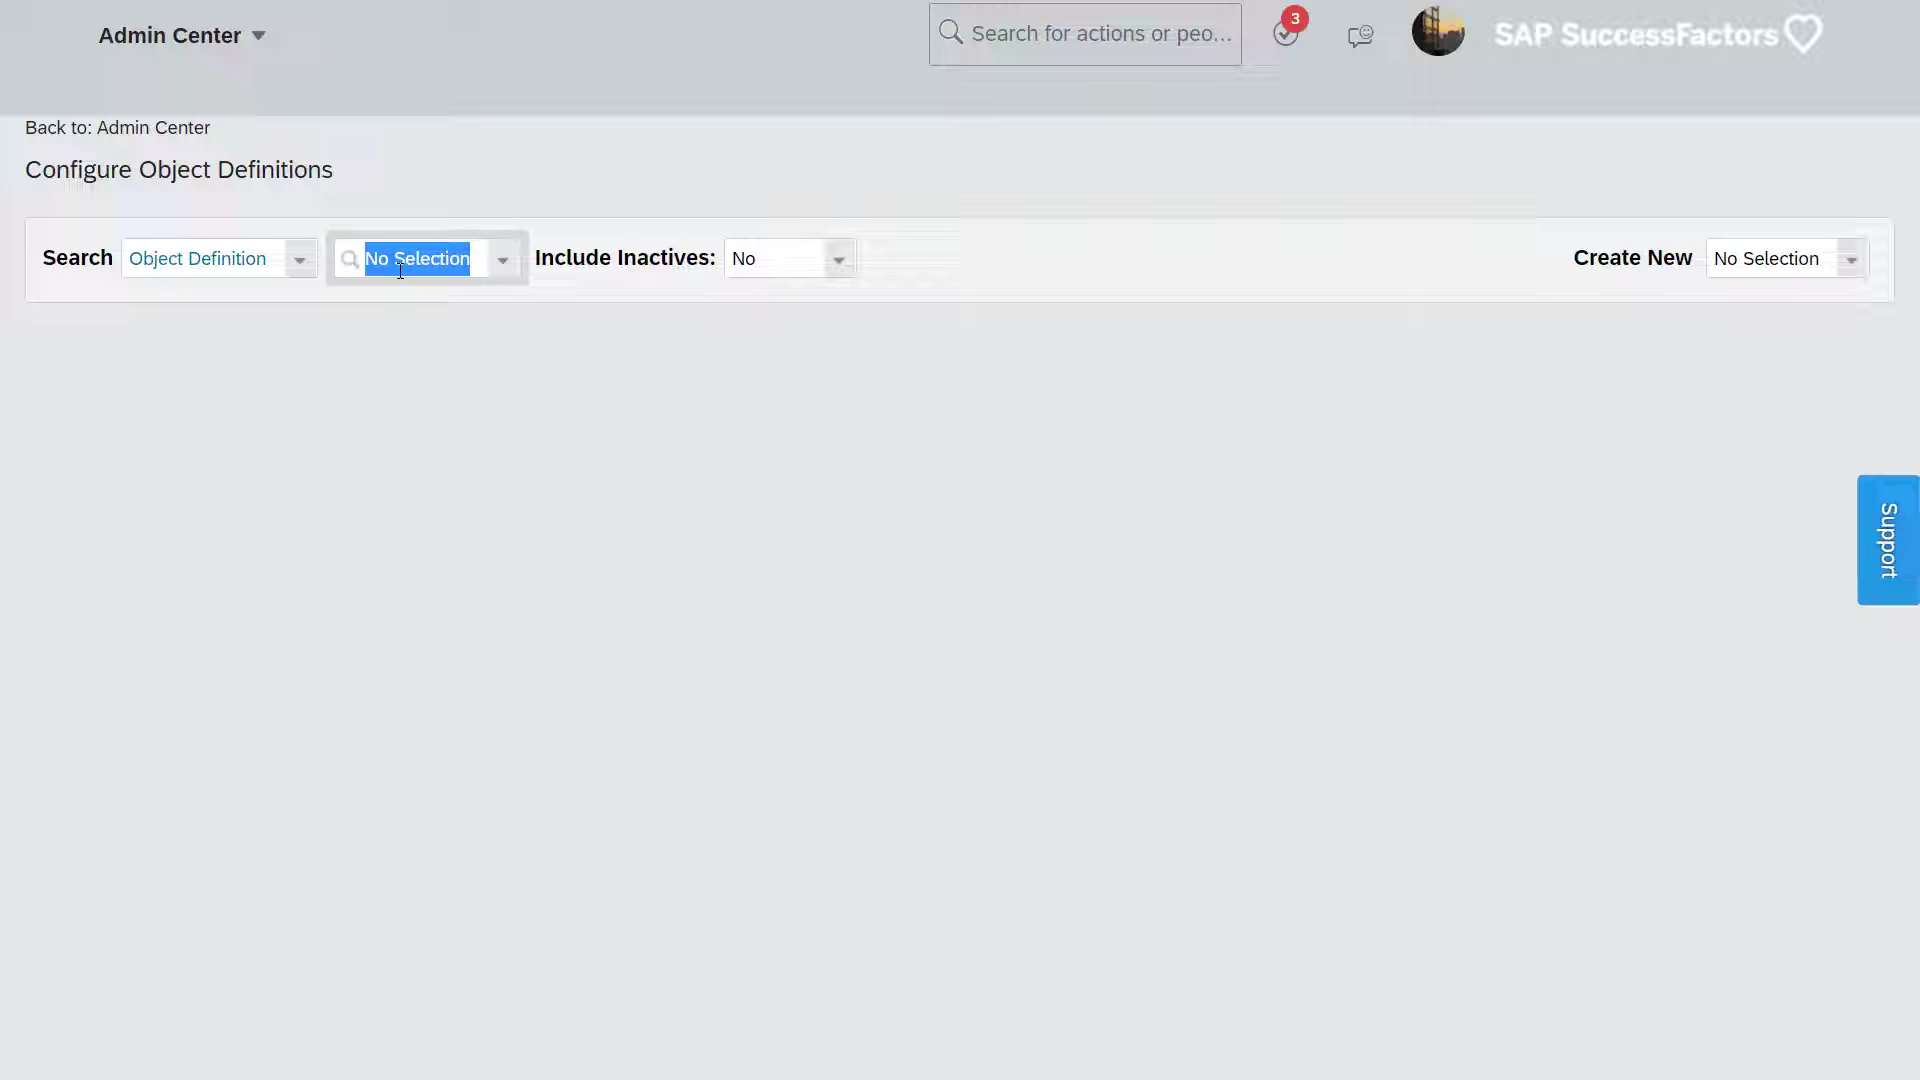 Admin Center
Search for actions or peo...
3
SAP SuccessFactors
Back to: Admin Center
Configure Object Definitions
Search Object Definition No Selection Include Inactives: No Create New No Selection
Support